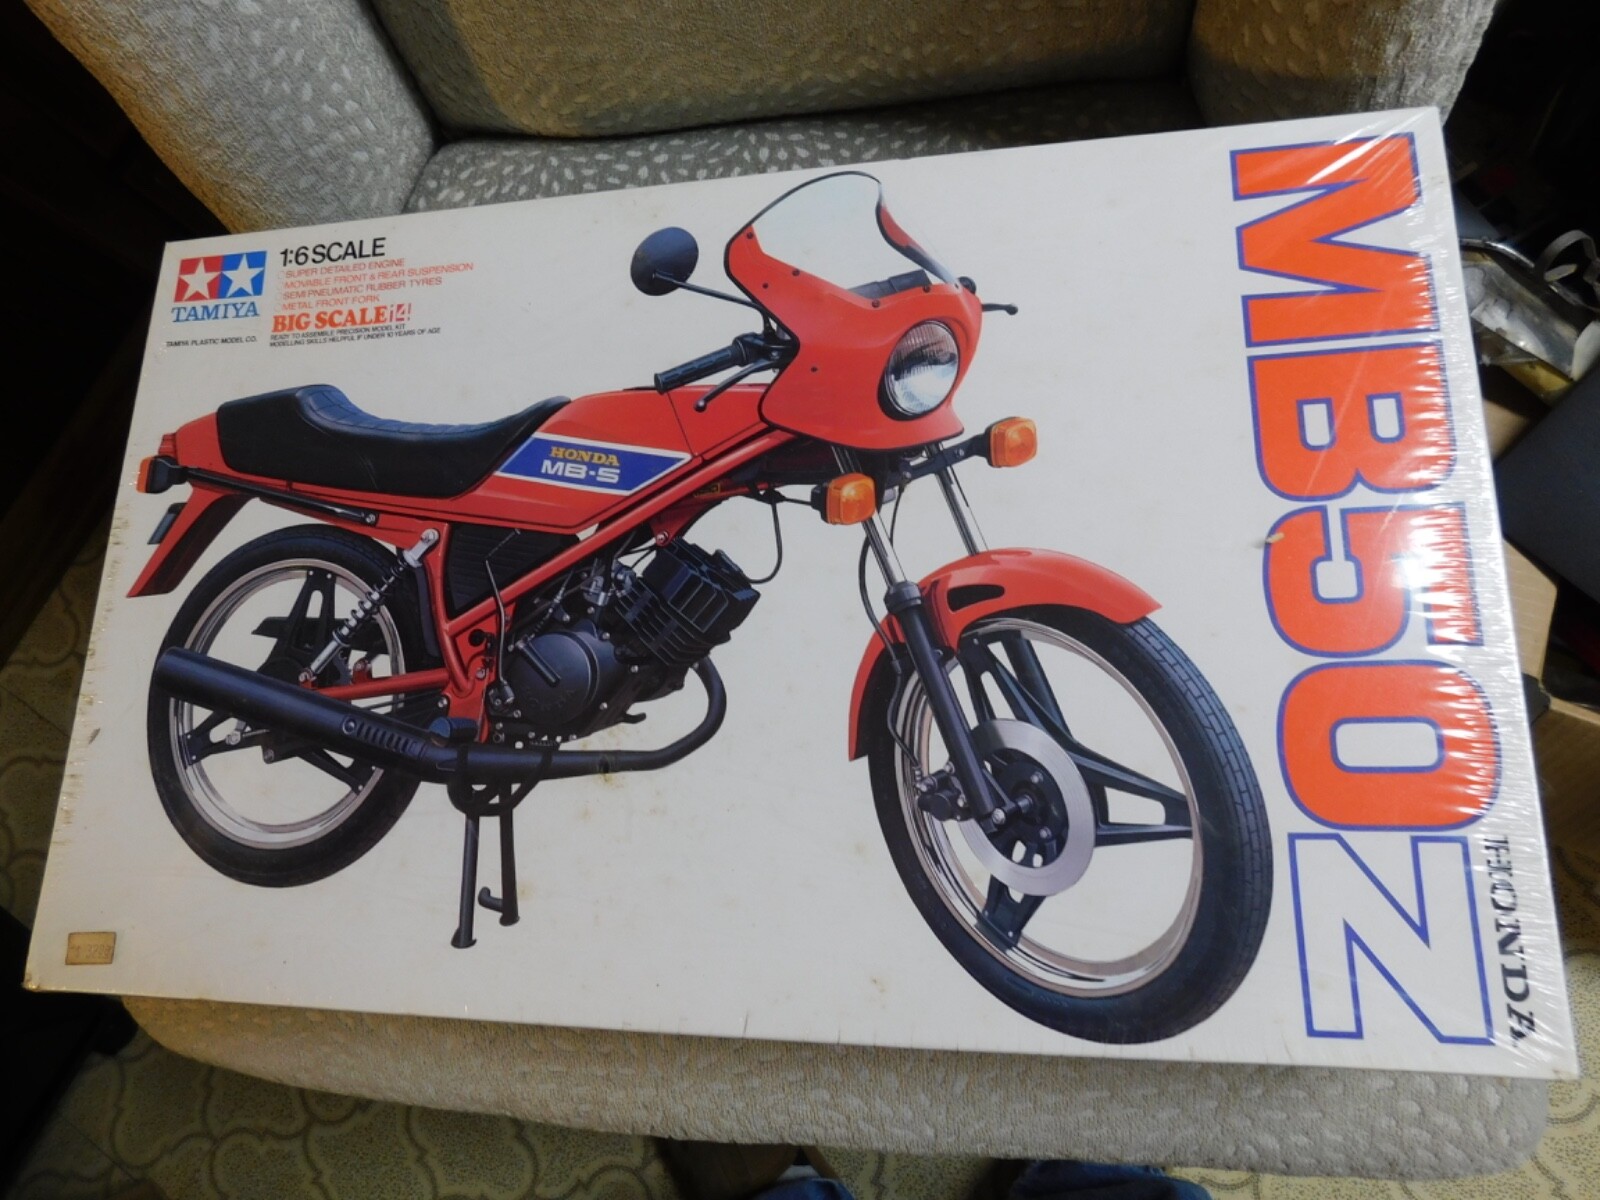 TAMIYA
TAMIYA PLASTIC MODEL CO.
1:6 SCALE
SUPER DETAILED ENGINE
MOVABLE FRONT & REAR SUSPENSION
SEMI PNEUMATIC RUBBER TYRES
METAL FRONT FORK
BIG SCALE 14
READY TO ASSEMBLE PRECISION MODEL KIT
MODELLING SKILLS HELPFUL IF UNDER 10 YEARS OF AGE
HONDA
MB-5
MB50Z
HONDA